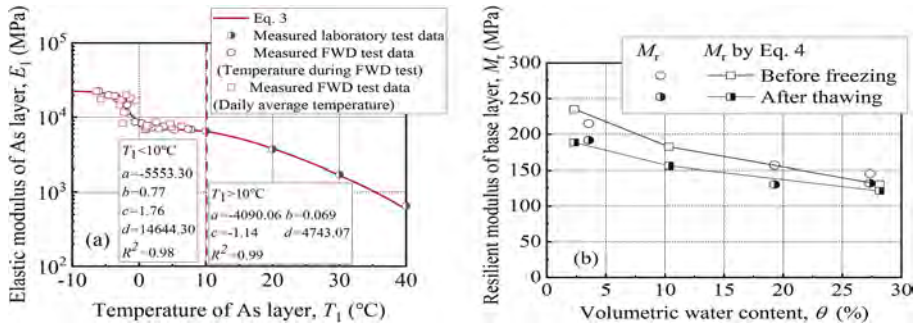 Elastic modulus of As layer, E₁ (MPa)
10⁵
10⁴
10³
10²
Eq. 3
Measured laboratory test data
Measured FWD test data
(Temperature during FWD test)
Measured FWD test data
(Daily average temperature)
T₁<10℃
a=-5553.30
b=0.77
c=1.76
d=14644.30
R²=0.98
T₁>10℃
a=-4090.06 b=0.069
c=-1.14 d=4743.07
R²=0.99
(a)
-10 0 10 20 30 40
Temperature of As layer, T₁ (℃)
Resilient modulus of base layer, Mᵣ (MPa)
300
250
200
150
100
50
0
Mᵣ Mᵣ by Eq. 4
Before freezing
After thawing
(b)
0 5 10 15 20 25 30
Volumetric water content, θ (%)